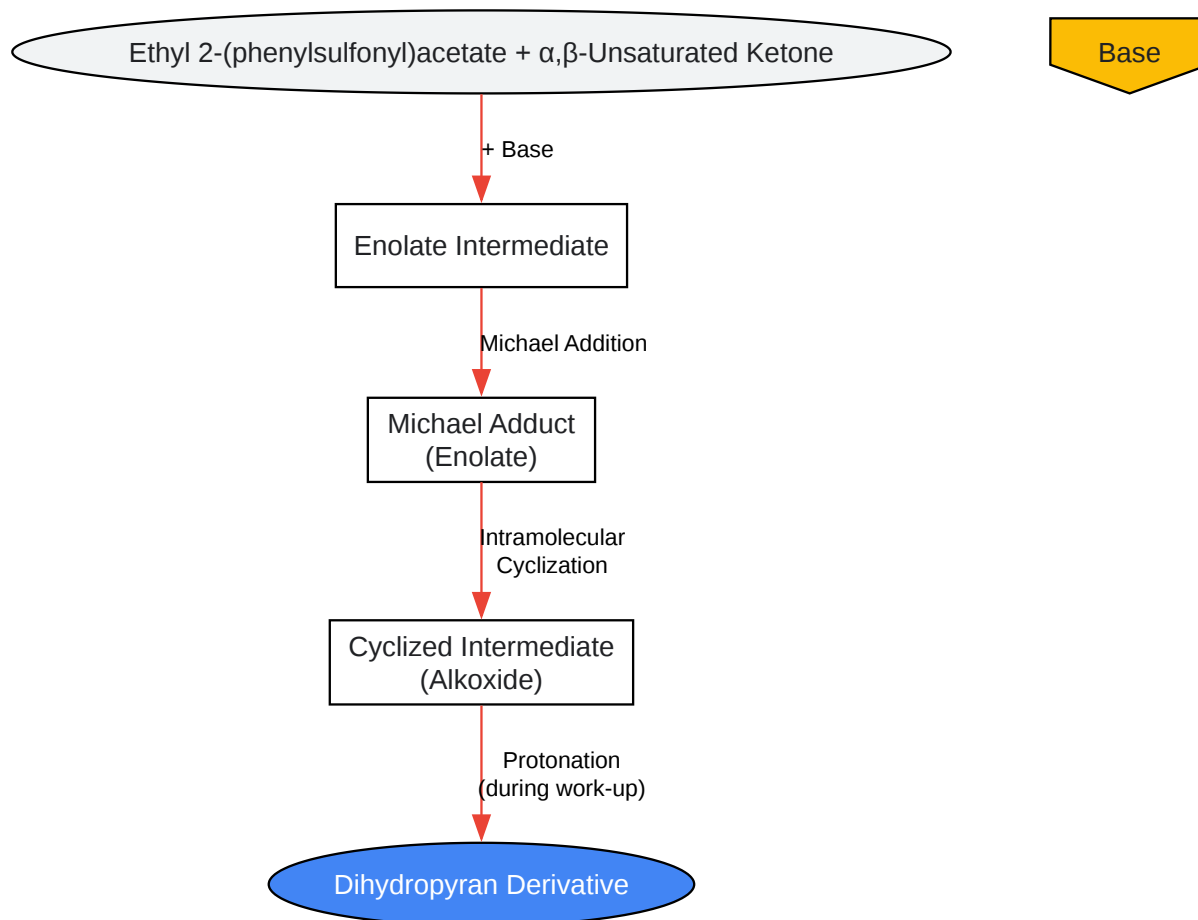 Ethyl 2-(phenylsulfonyl)acetate + α,β-Unsaturated Ketone
Base
+ Base
Enolate Intermediate
Michael Addition
Michael Adduct
(Enolate)
Intramolecular
Cyclization
Cyclized Intermediate
(Alkoxide)
Protonation
(during work-up)
Dihydropyran Derivative